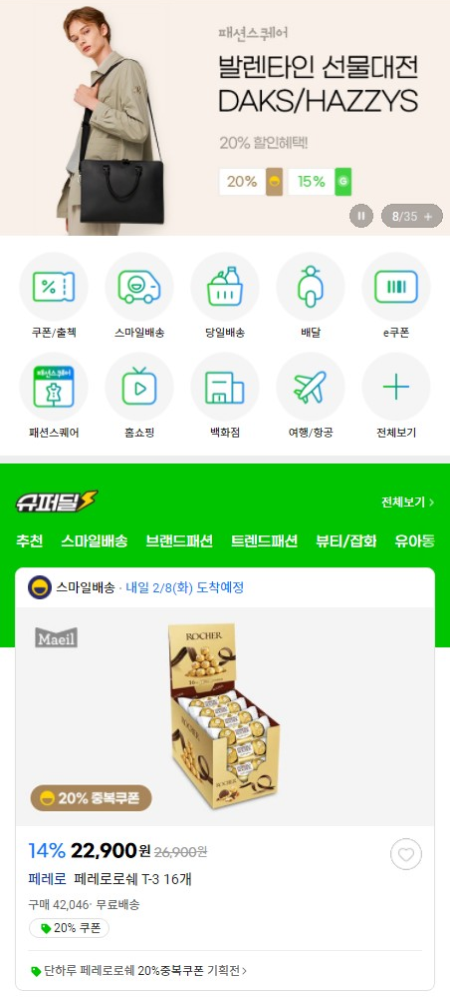 패션스퀘어
발렌타인 선물대전
DAKS/HAZZYS
20% 할인혜택!
20% 15%
8/35 +
쿠폰/출첵 스마일배송 당일배송 배달 e쿠폰
패션스퀘어
패션스퀘어 홈쇼핑 백화점 여행/항공 전체보기
슈퍼딜 전체보기 >
추천 스마일배송 브랜드패션 트렌드패션 뷰티/잡화 유아동
스마일배송 · 내일 2/8(화) 도착예정
Maeil
ROCHER
ROCHER
20% 중복쿠폰
14% 22,900원 26,900원
페레로 페레로로쉐 T-3 16개
구매 42,046· 무료배송
20% 쿠폰
단하루 페레로로쉐 20%중복쿠폰 기획전 >